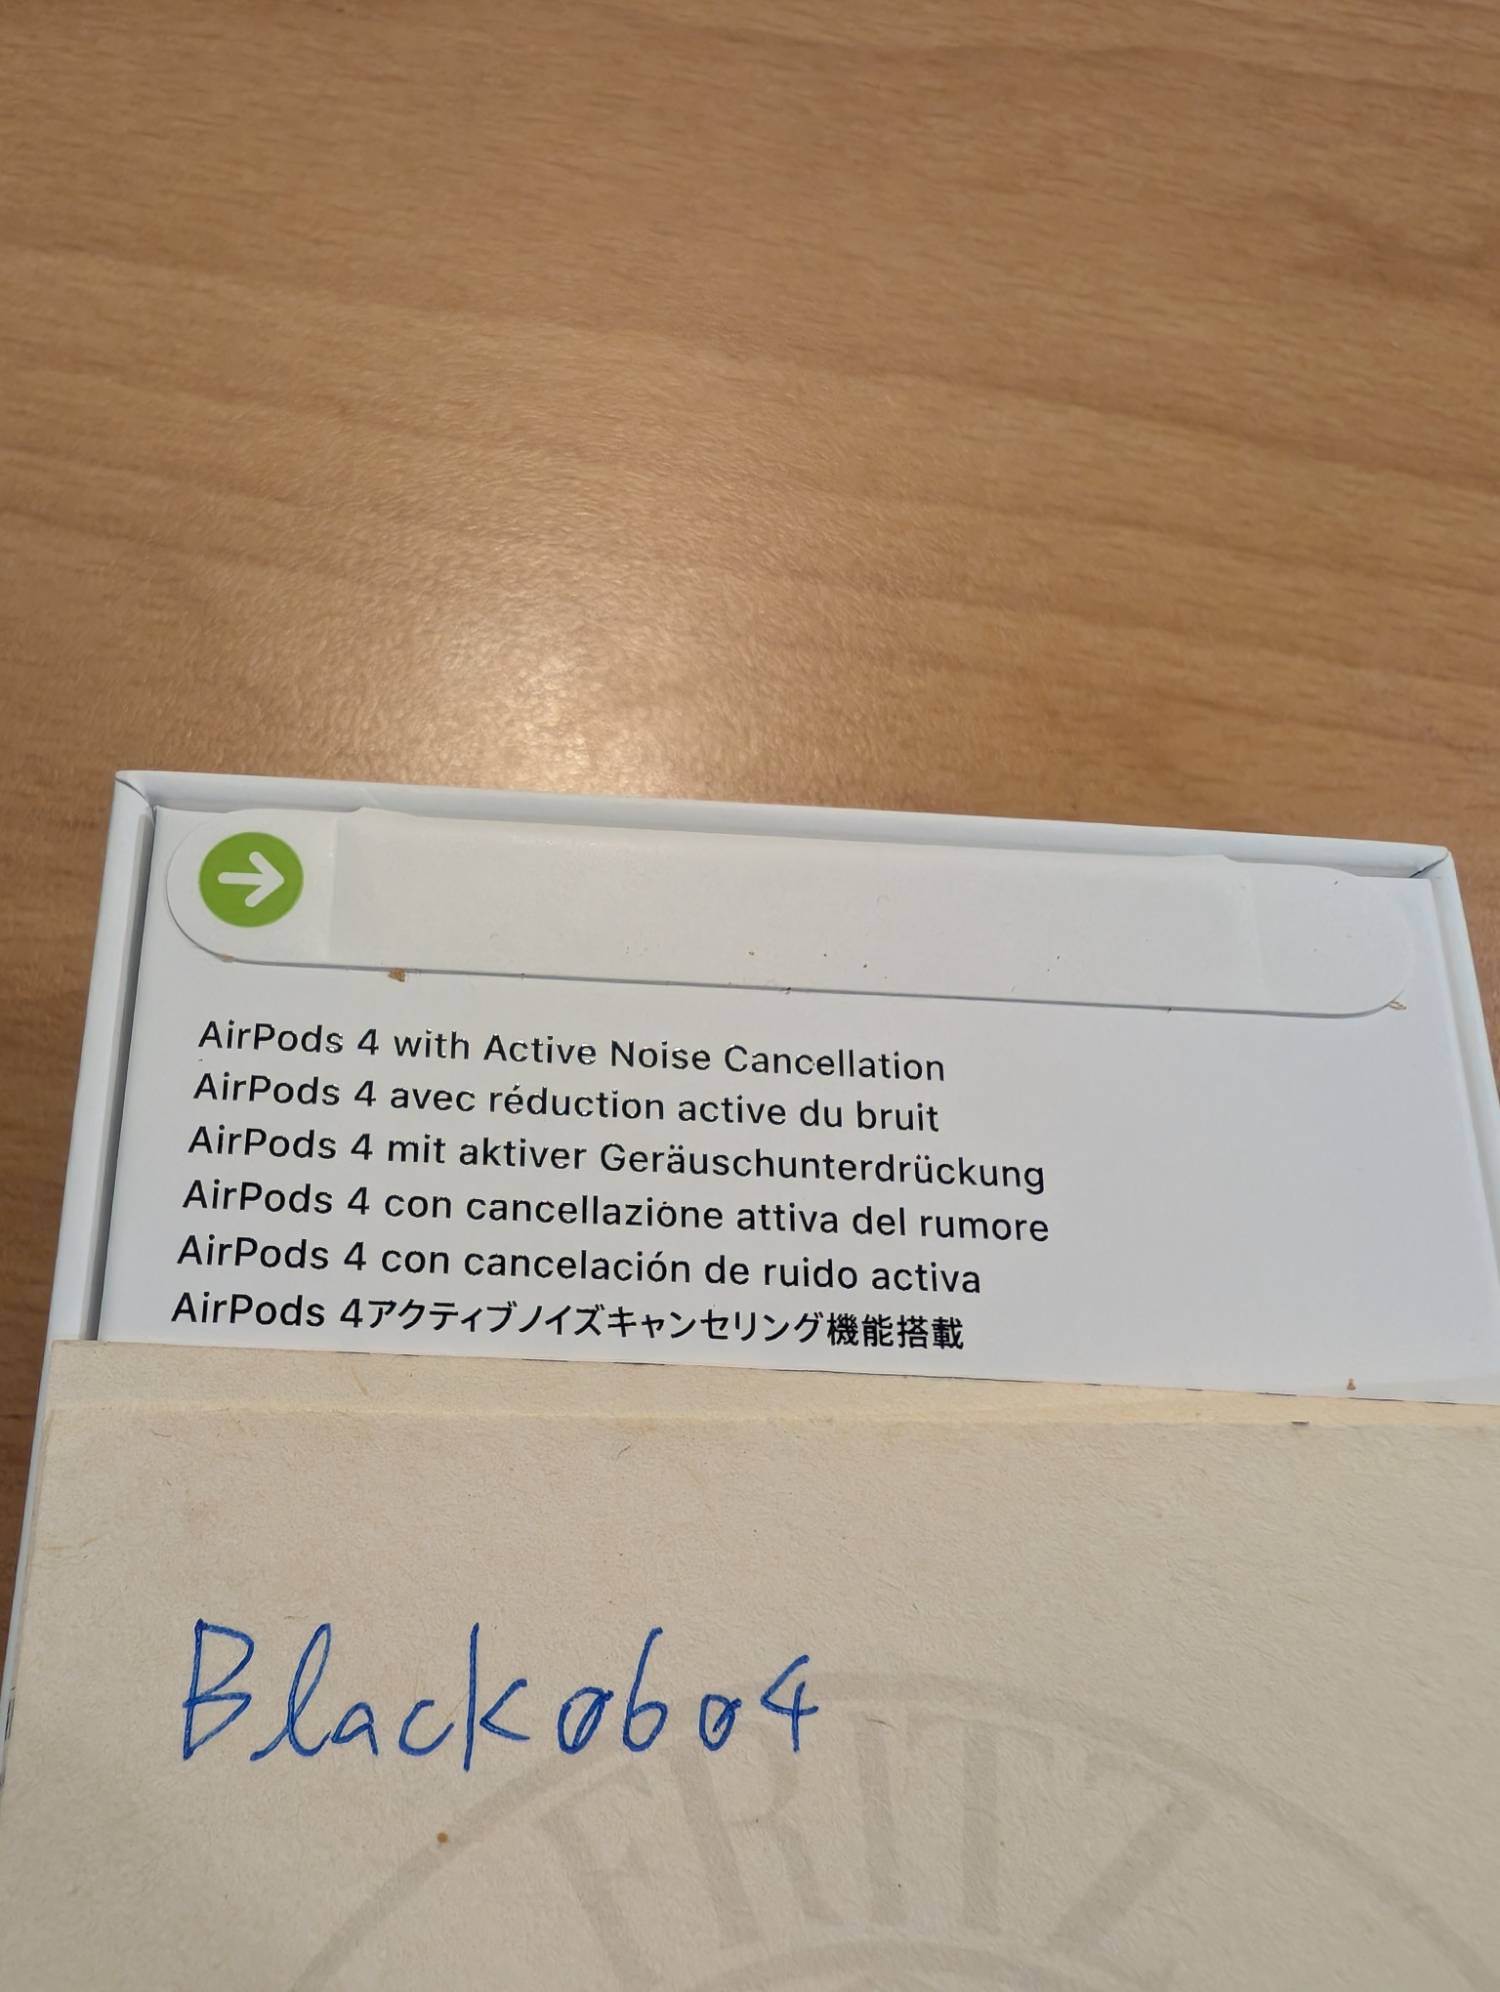 AirPods 4 with Active Noise Cancellation
AirPods 4 avec réduction active du bruit
AirPods 4 mit aktiver Geräuschunterdrückung
AirPods 4 con cancellazione attiva del rumore
AirPods 4 con cancelación de ruido activa
AirPods 4アクティブノイズキャンセリング機能搭載
Black0604
FRITZ